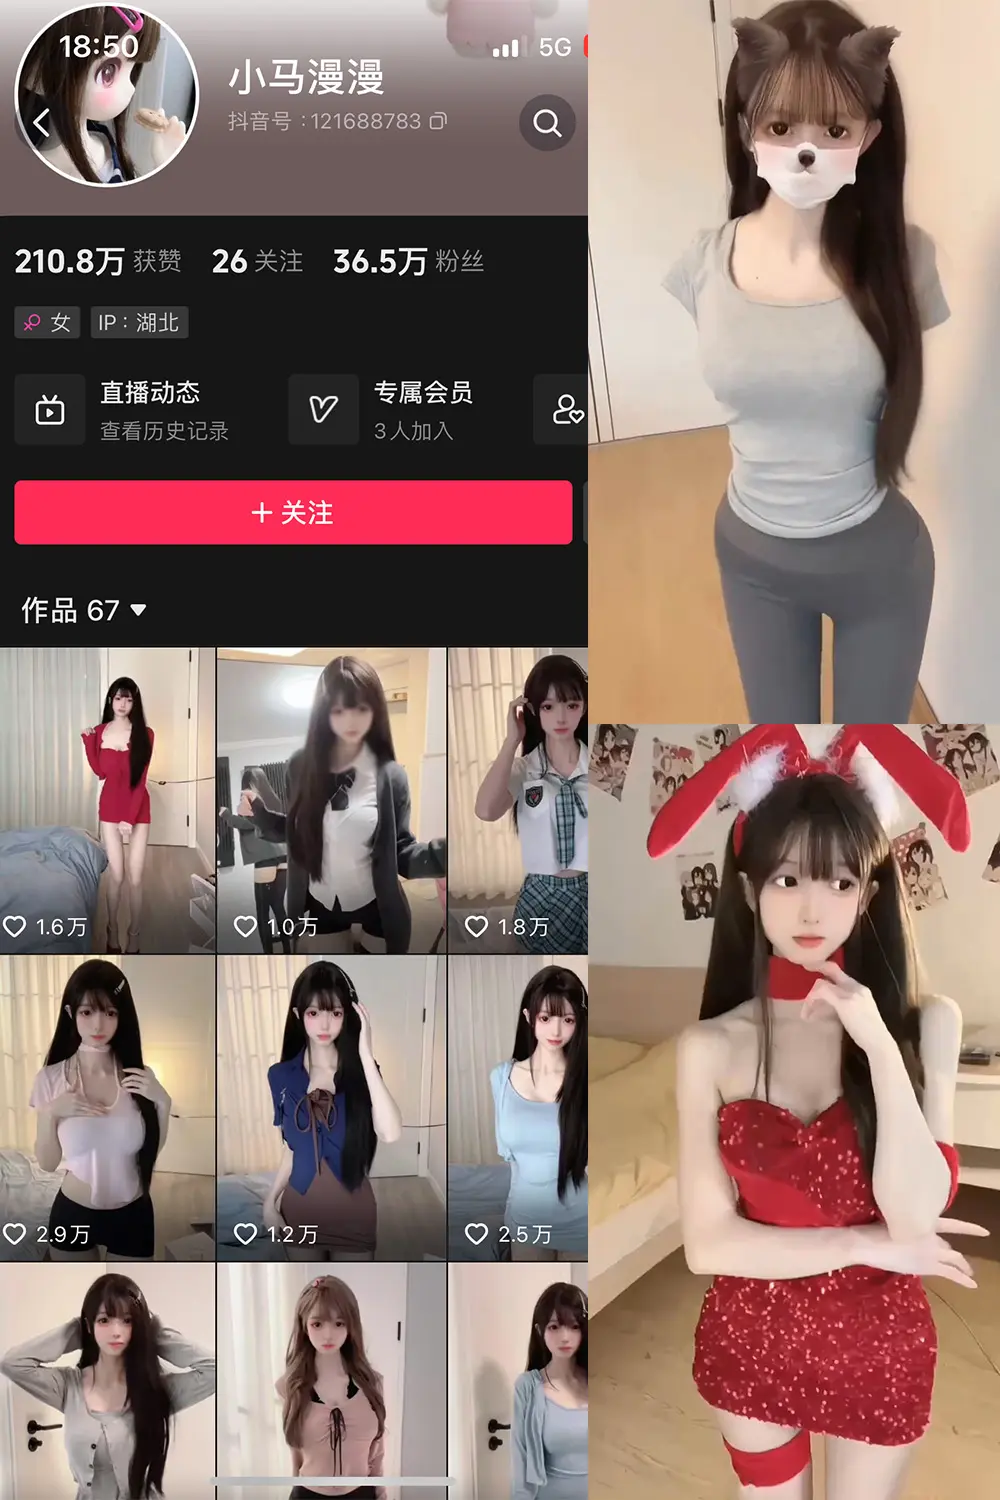 18:50
5G
小马漫漫
抖音号：121688783
210.8万 获赞 26 关注 36.5万 粉丝
女 IP：湖北
直播动态
查看历史记录
专属会员
3人加入
+ 关注
作品 67
1.6万
1.0万
1.8万
2.9万
1.2万
2.5万